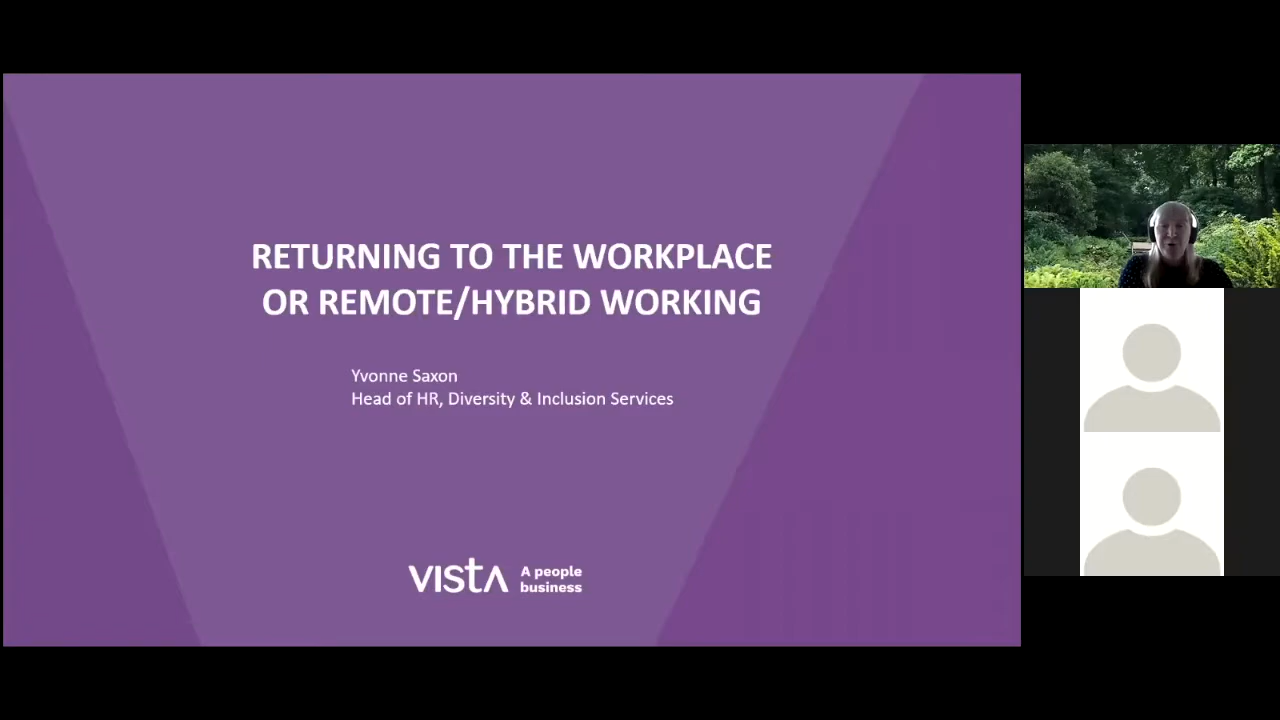 RETURNING TO THE WORKPLACE
OR REMOTE/HYBRID WORKING
Yvonne Saxon
Head of HR, Diversity & Inclusion Services
VISTA
A people
business